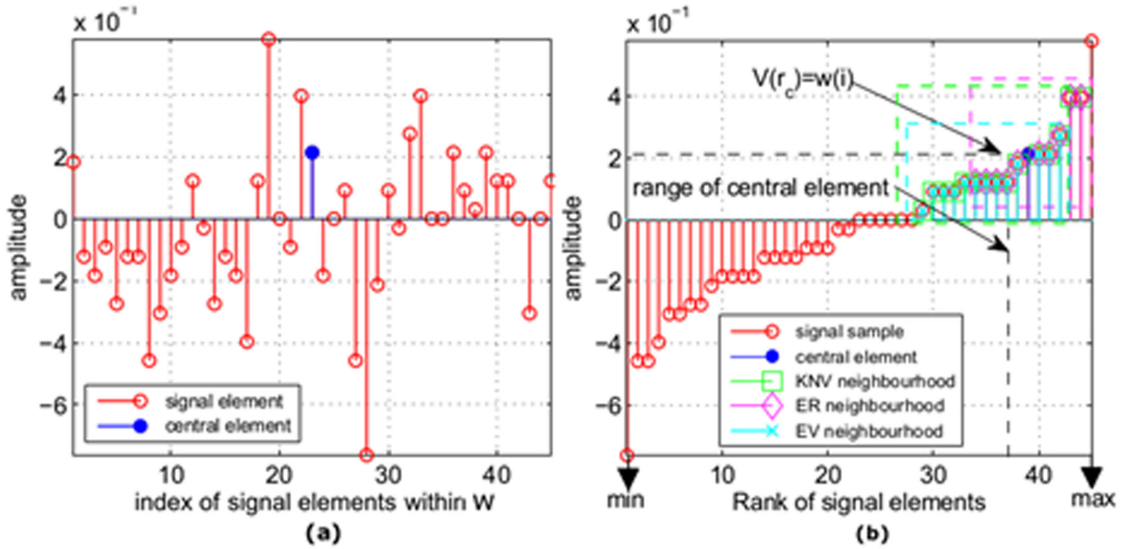 x 10⁻¹
4
2
0
−2
−4
−6
amplitude
10
20
30
40
index of signal elements within W
signal element
central element
(a)
x 10⁻¹
4
2
0
−2
−4
−6
amplitude
V(r_c)=w(i)
range of central element
signal sample
central element
KNV neighbourhood
ER neighbourhood
EV neighbourhood
10
20
30
40
min
Rank of signal elements
max
(b)